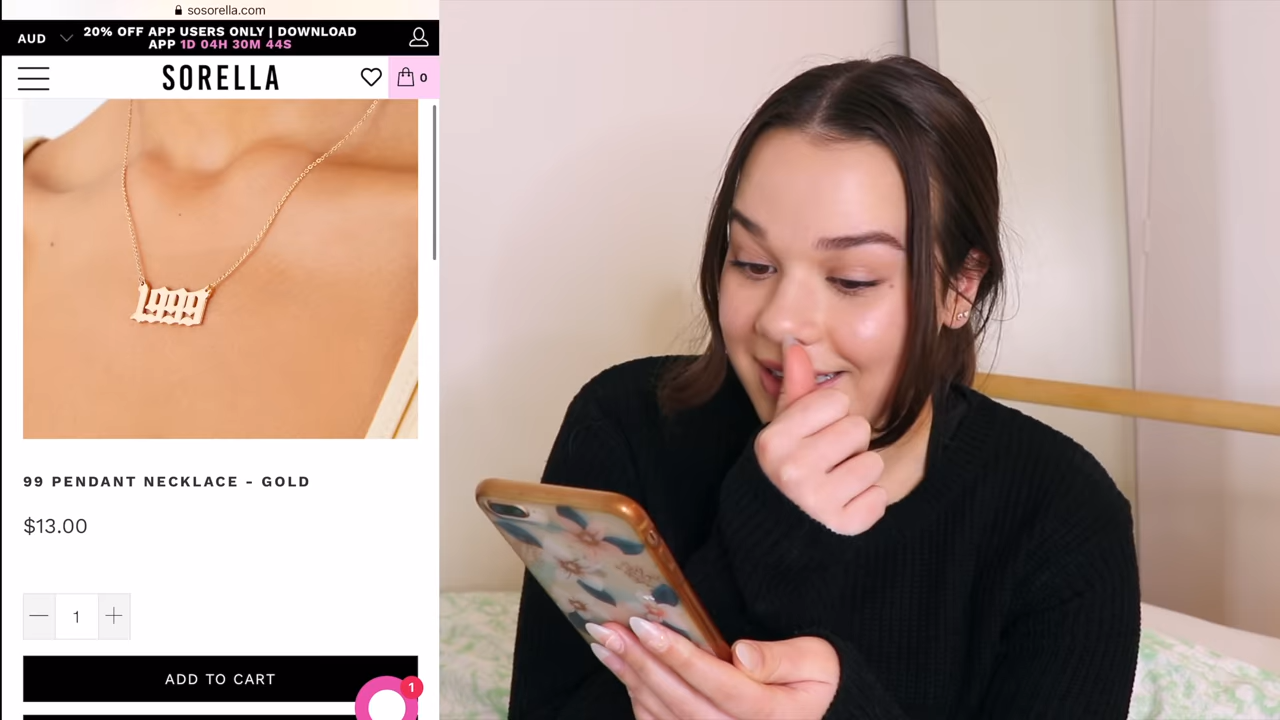 sosorella.com
AUD
20% OFF APP USERS ONLY | DOWNLOAD
APP 1D 04H 30M 44S
SORELLA
0
1999
99 PENDANT NECKLACE - GOLD
$13.00
1
ADD TO CART
1